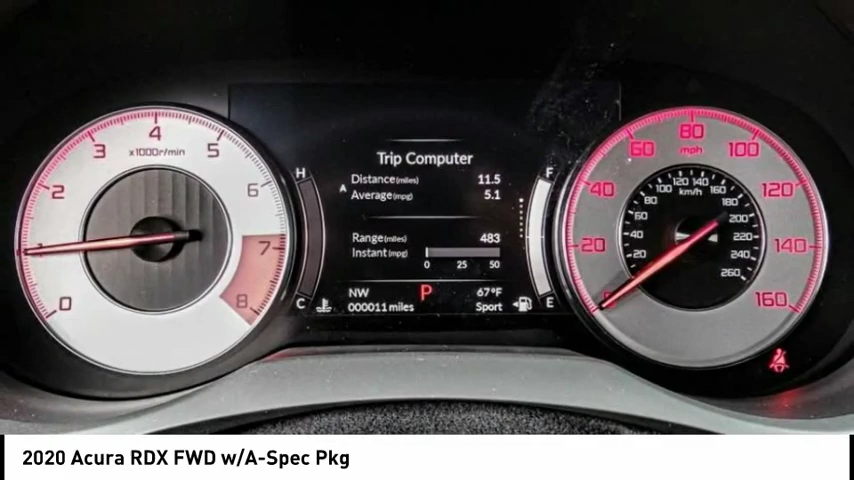 x1000r/min
0 1 2 3 4 5 6 7 8
H
C
Trip Computer
A
Distance(miles) 11.5
Average(mpg) 5.1
Range(miles) 483
Instant(mpg)
0 25 50
NW P 67°F
000011 miles Sport
F
E
mph
0 20 40 60 80 100 120 140 160
km/h
20 40 60 80 100 120 140 160 180 200 220 240 260
2020 Acura RDX FWD w/A-Spec Pkg